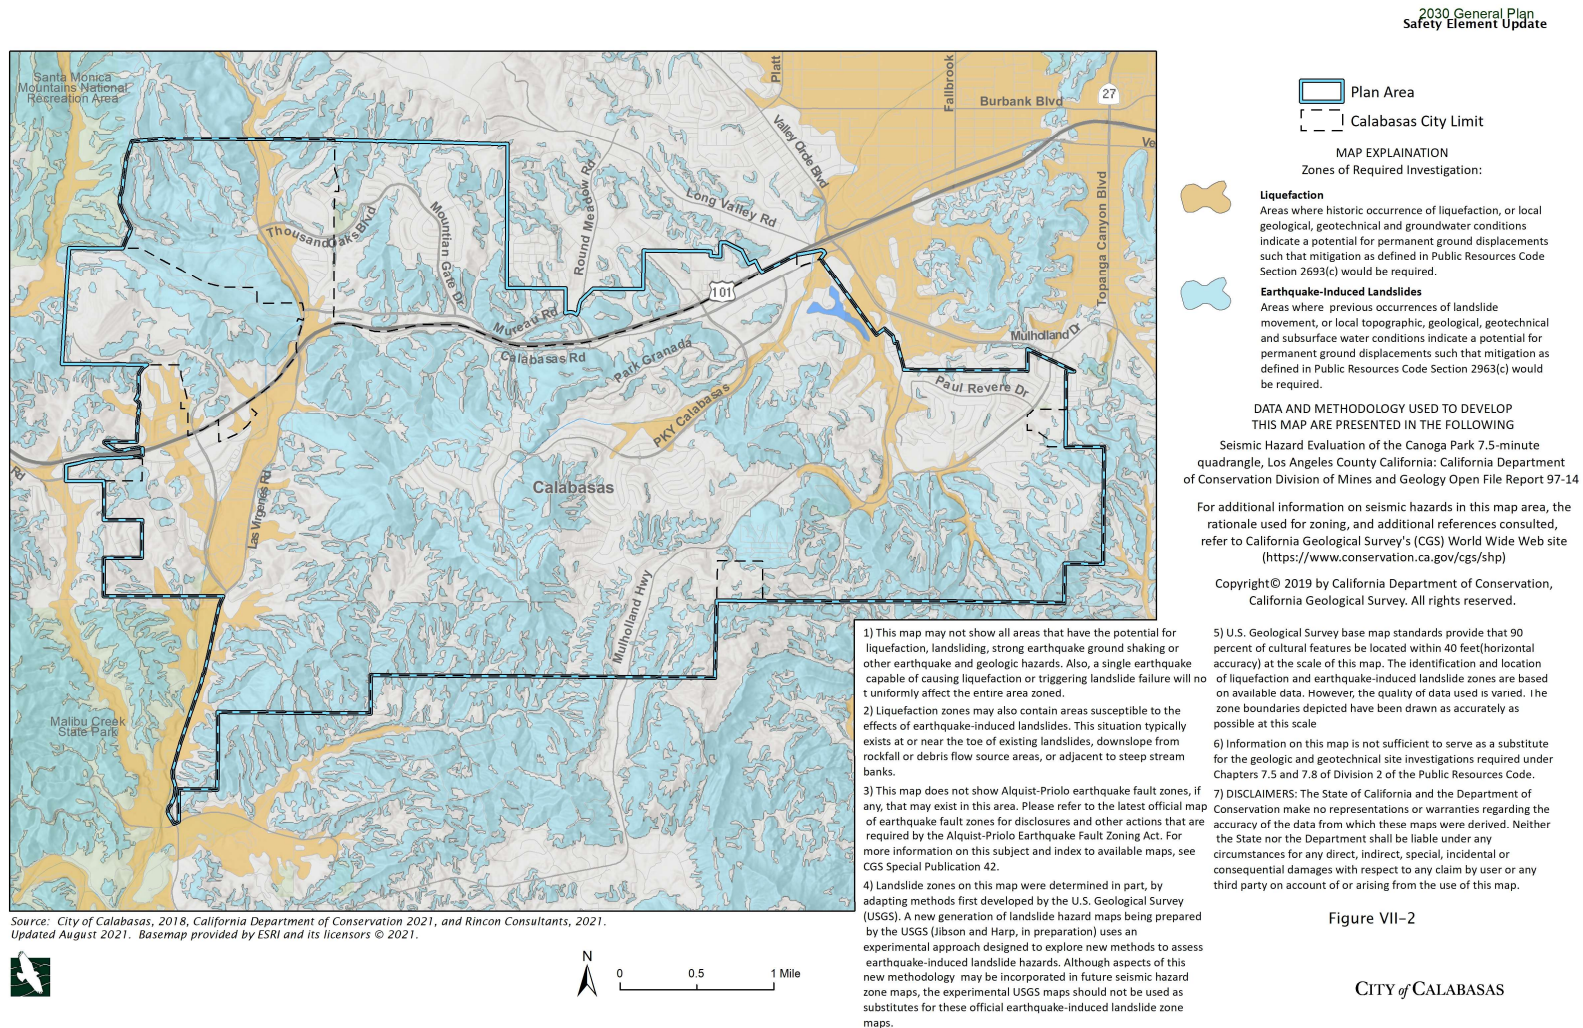 2030 General Plan
Safety Element Update
Plan Area
Calabasas City Limit
MAP EXPLAINATION
Zones of Required Investigation:
Liquefaction
Areas where historic occurrence of liquefaction, or local
geological, geotechnical and groundwater conditions
indicate a potential for permanent ground displacements
such that mitigation as defined in Public Resources Code
Section 2693(c) would be required.
Earthquake-Induced Landslides
Areas where previous occurrences of landslide
movement, or local topographic, geological, geotechnical
and subsurface water conditions indicate a potential for
permanent ground displacements such that mitigation as
defined in Public Resources Code Section 2963(c) would
be required.
DATA AND METHODOLOGY USED TO DEVELOP
THIS MAP ARE PRESENTED IN THE FOLLOWING
Seismic Hazard Evaluation of the Canoga Park 7.5-minute
quadrangle, Los Angeles County California: California Department
of Conservation Division of Mines and Geology Open File Report 97-14
For additional information on seismic hazards in this map area, the
rationale used for zoning, and additional references consulted,
refer to California Geological Survey's (CGS) World Wide Web site
(https://www.conservation.ca.gov/cgs/shp)
Copyright© 2019 by California Department of Conservation,
California Geological Survey. All rights reserved.
Santa Monica
Mountains National
Recreation Area
Platt
Fallbrook
Burbank Blvd
27
Ve
Valley Orde Blvd
Topanga Canyon Blvd
Round Meadow Rd
Long Valley Rd
Thousand Oaks Blvd
Mountian Gate Dr
101
Mureau Rd
Calabasas Rd
Park Granada
Mulholland Dr
Paul Revere Dr
PKY Calabasas
Rd
Las Virgenes Rd
Calabasas
Mulholland Hwy
Malibu Creek
State Park
1) This map may not show all areas that have the potential for
liquefaction, landsliding, strong earthquake ground shaking or
other earthquake and geologic hazards. Also, a single earthquake
capable of causing liquefaction or triggering landslide failure will no
t uniformly affect the entire area zoned.
2) Liquefaction zones may also contain areas susceptible to the
effects of earthquake-induced landslides. This situation typically
exists at or near the toe of existing landslides, downslope from
rockfall or debris flow source areas, or adjacent to steep stream
banks.
3) This map does not show Alquist-Priolo earthquake fault zones, if
any, that may exist in this area. Please refer to the latest official map
of earthquake fault zones for disclosures and other actions that are
required by the Alquist-Priolo Earthquake Fault Zoning Act. For
more information on this subject and index to available maps, see
CGS Special Publication 42.
4) Landslide zones on this map were determined in part, by
adapting methods first developed by the U.S. Geological Survey
(USGS). A new generation of landslide hazard maps being prepared
by the USGS (Jibson and Harp, in preparation) uses an
experimental approach designed to explore new methods to assess
earthquake-induced landslide hazards. Although aspects of this
new methodology may be incorporated in future seismic hazard
zone maps, the experimental USGS maps should not be used as
substitutes for these official earthquake-induced landslide zone
maps.
5) U.S. Geological Survey base map standards provide that 90
percent of cultural features be located within 40 feet(horizontal
accuracy) at the scale of this map. The identification and location
of liquefaction and earthquake-induced landslide zones are based
on available data. However, the quality of data used is varied. The
zone boundaries depicted have been drawn as accurately as
possible at this scale
6) Information on this map is not sufficient to serve as a substitute
for the geologic and geotechnical site investigations required under
Chapters 7.5 and 7.8 of Division 2 of the Public Resources Code.
7) DISCLAIMERS: The State of California and the Department of
Conservation make no representations or warranties regarding the
accuracy of the data from which these maps were derived. Neither
the State nor the Department shall be liable under any
circumstances for any direct, indirect, special, incidental or
consequential damages with respect to any claim by user or any
third party on account of or arising from the use of this map.
Source: City of Calabasas, 2018, California Department of Conservation 2021, and Rincon Consultants, 2021.
Updated August 2021. Basemap provided by ESRI and its licensors © 2021.
N
0 0.5 1 Mile
Figure VII-2
CITY of CALABASAS